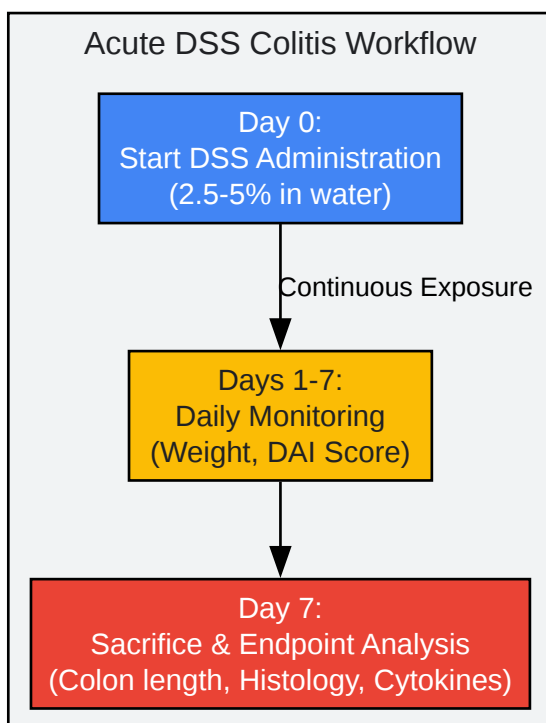 Acute DSS Colitis Workflow
Day 0:
Start DSS Administration
(2.5-5% in water)
Continuous Exposure
Days 1-7:
Daily Monitoring
(Weight, DAI Score)
Day 7:
Sacrifice & Endpoint Analysis
(Colon length, Histology, Cytokines)